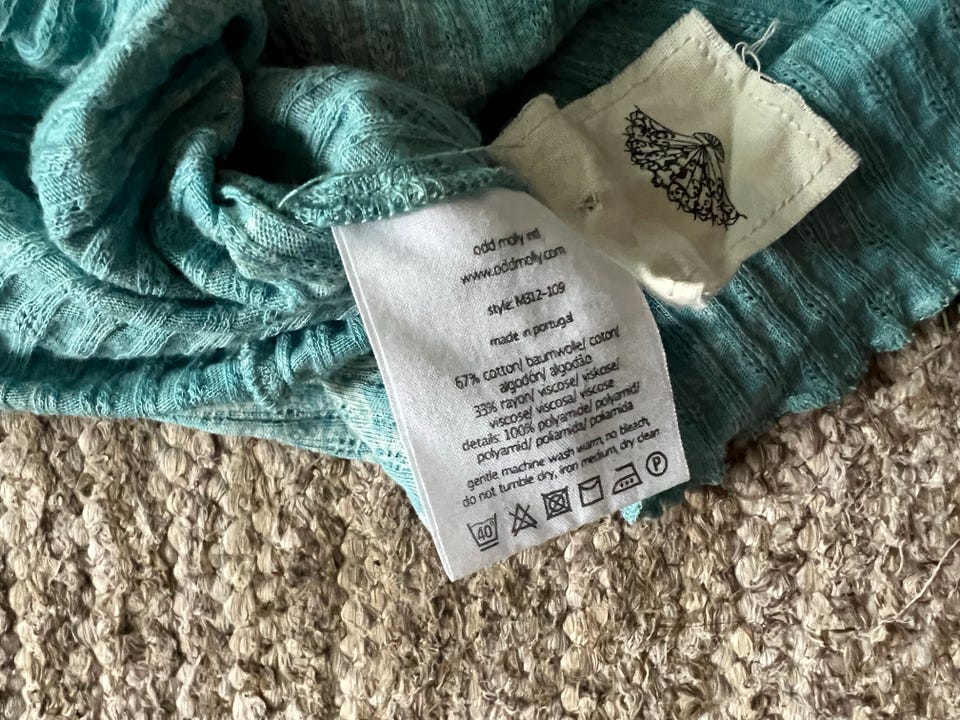 odd molly intl
www.oddmolly.com
style: M312-109
made in portugal
67% cotton/ baumwolle/ coton/
algodón/ algodão
33% rayon/ viscose/ viskose/
viscose/ viscosa/ viscose
details: 100% polyamide/ polyamid/
polyamid/ poliamida/ poliamida
gentle machine wash warm, no bleach,
do not tumble dry, iron medium, dry clean
40° P